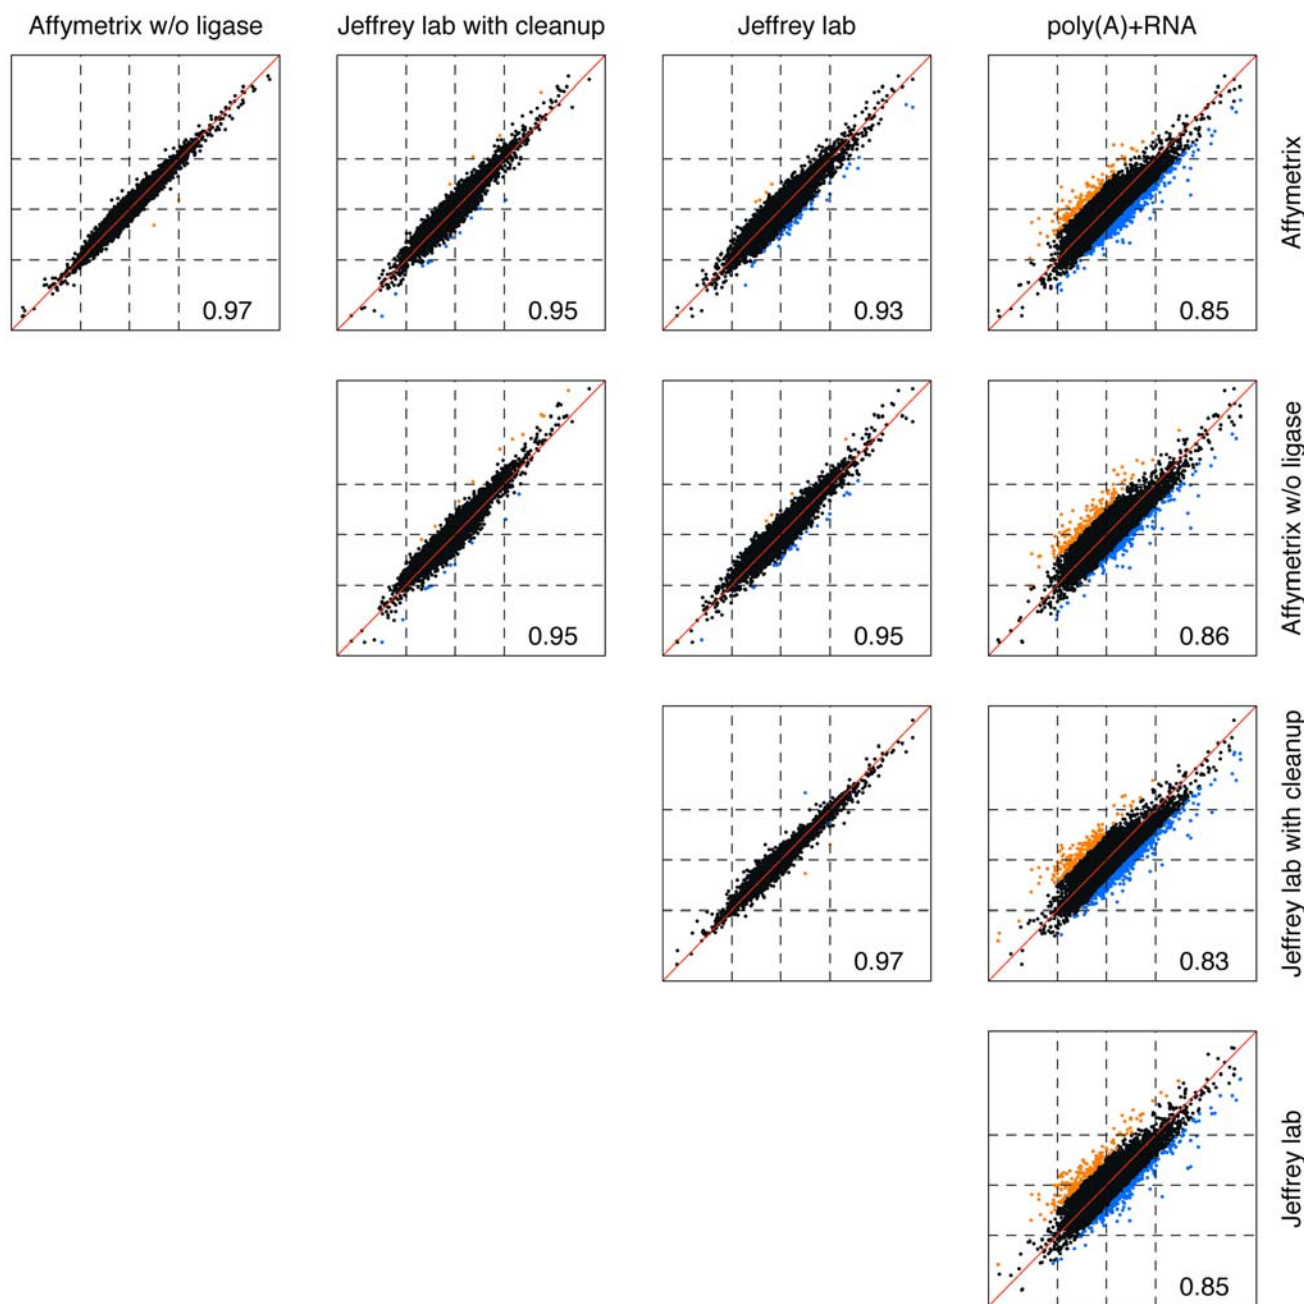 Affymetrix w/o ligase
Jeffrey lab with cleanup
Jeffrey lab
poly(A)+RNA
0.97
0.95
0.93
0.85
Affymetrix
0.95
0.95
0.86
Affymetrix w/o ligase
0.97
0.83
Jeffrey lab with cleanup
0.85
Jeffrey lab